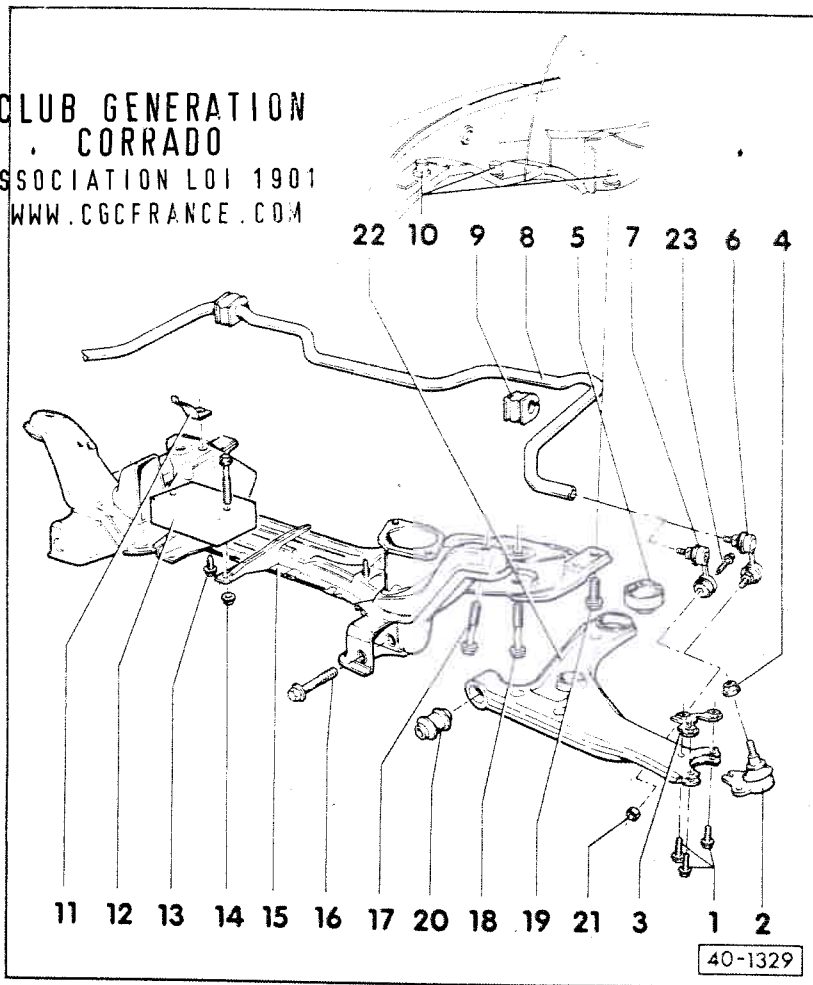 CLUB GENERATION
CORRADO
SSOCIATION LOI 1901
WWW.CGCFRANCE.COM
22 10 9 8 5 7 23 6 4
11 12 13 14 15 16 17 20 18 19 21 3 1 2
40-1329